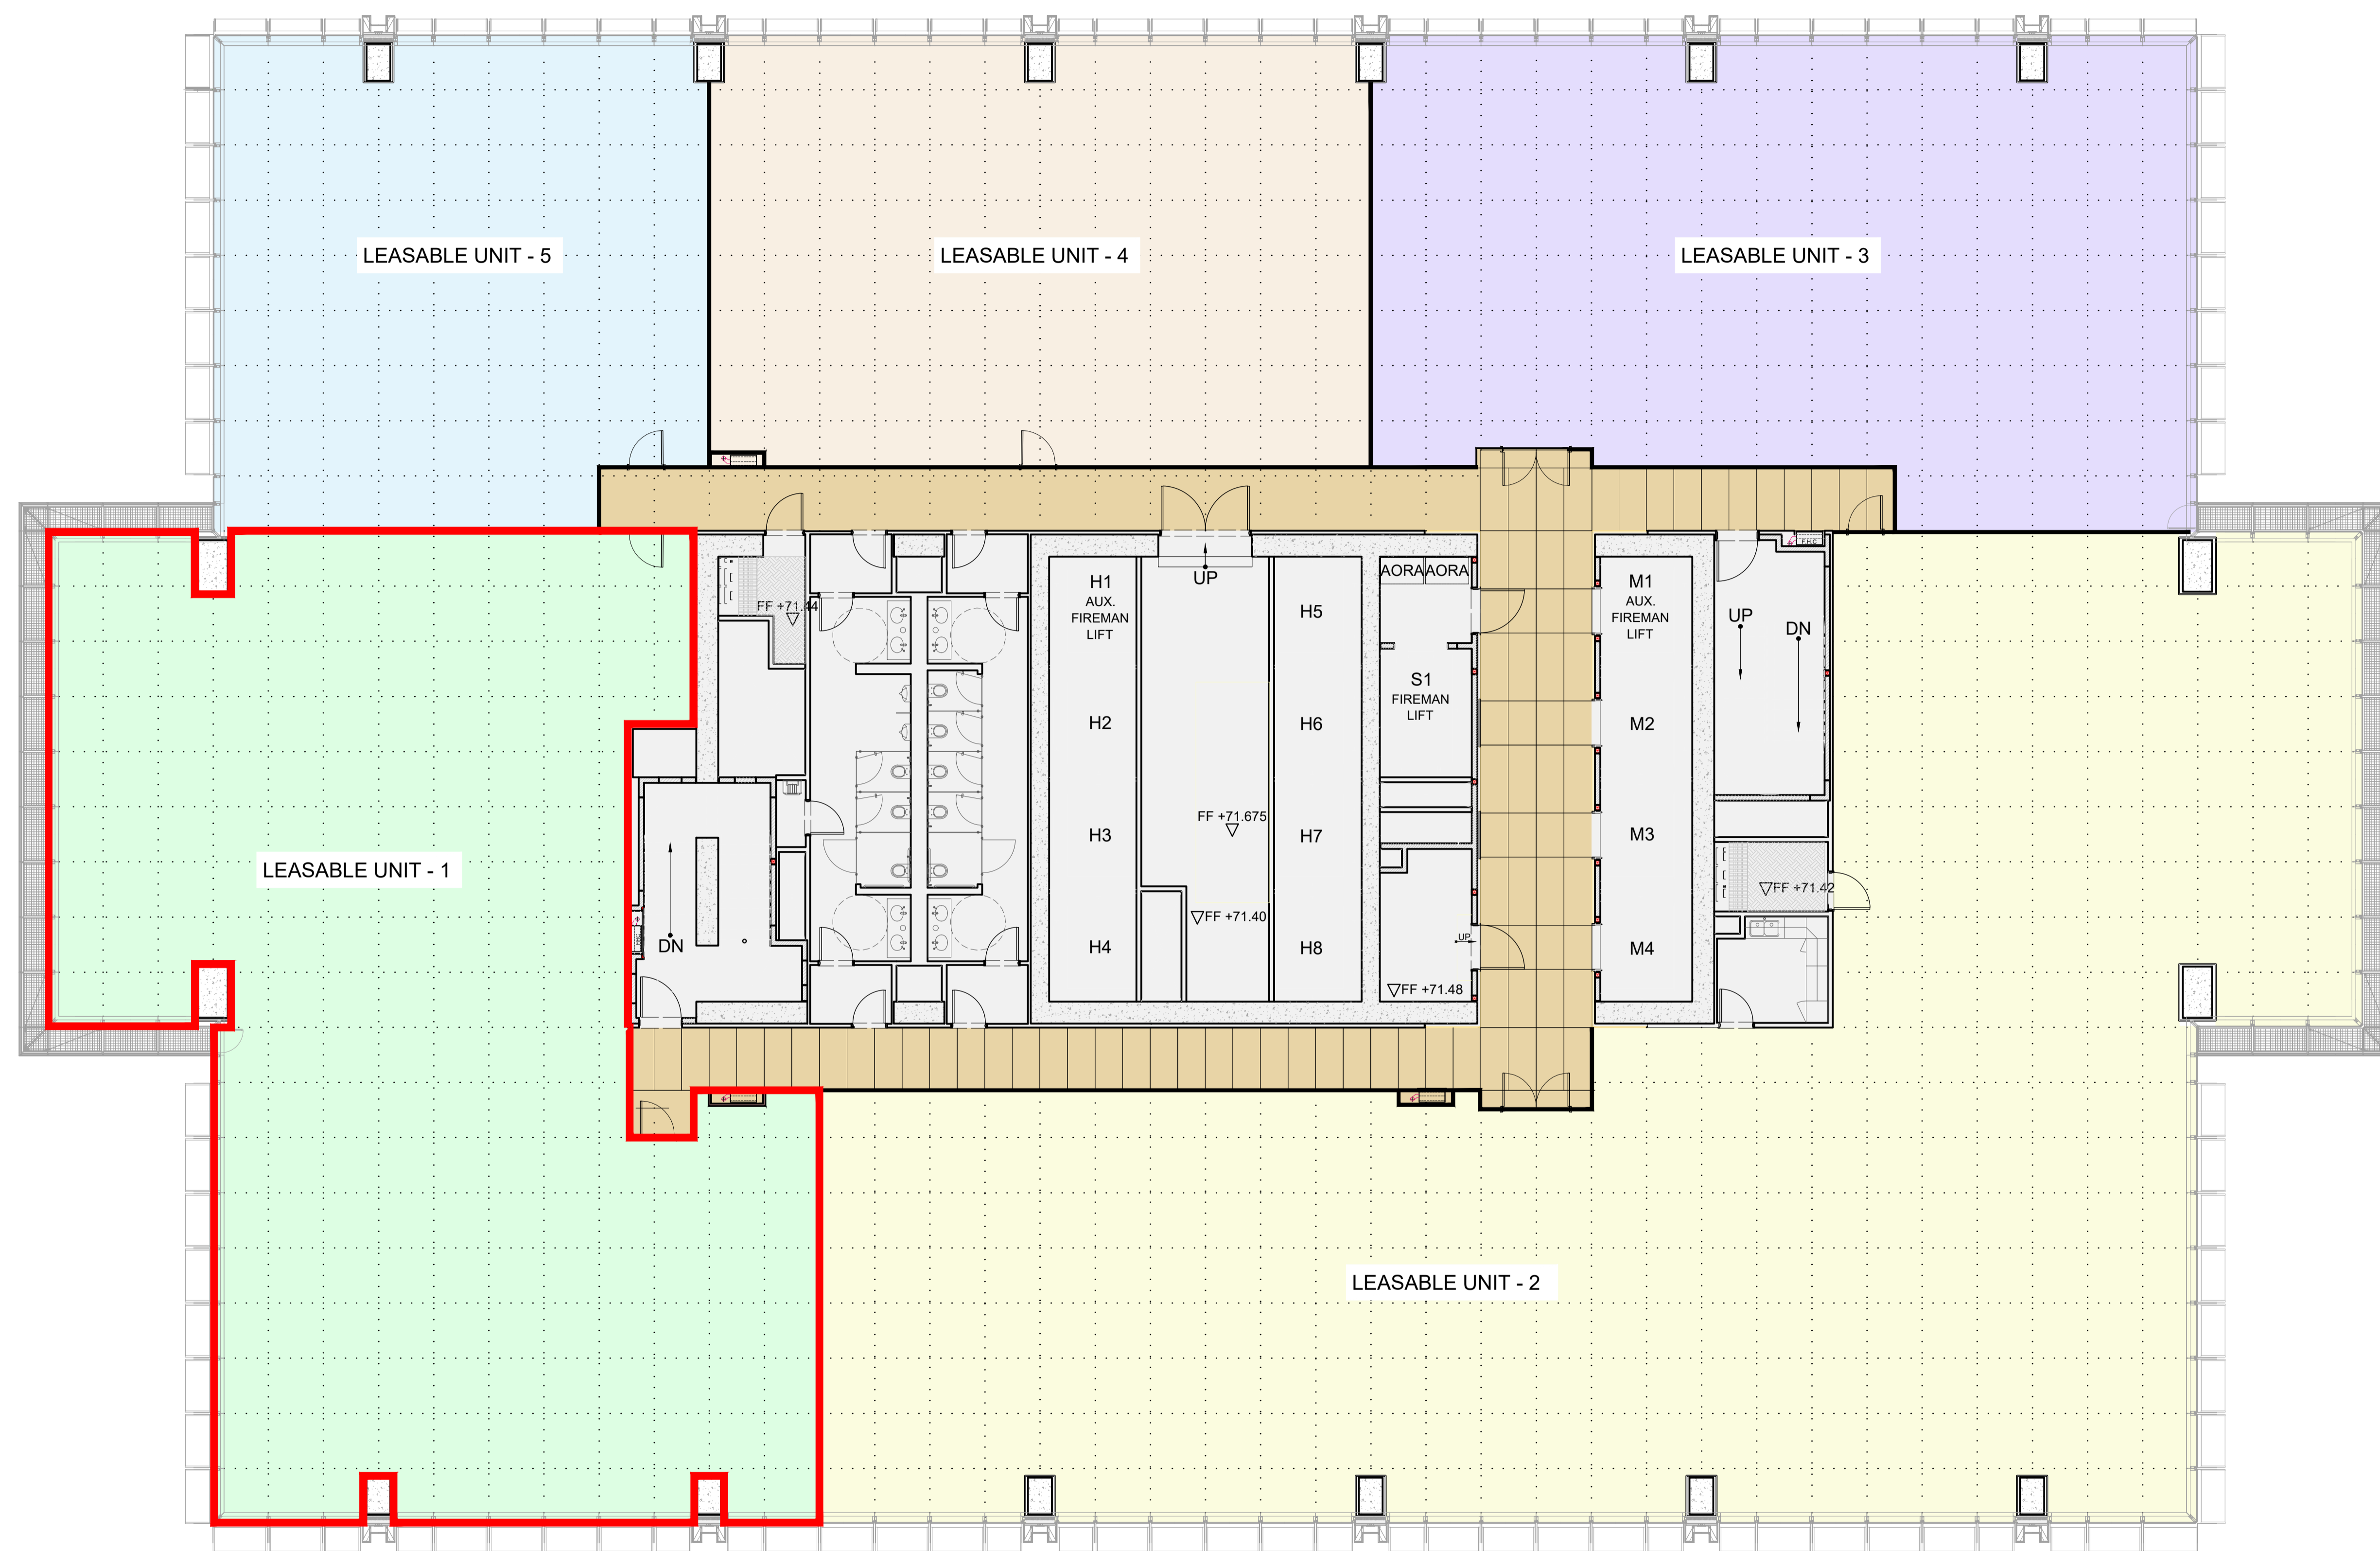 LEASABLE UNIT - 5
LEASABLE UNIT - 4
LEASABLE UNIT - 3
F.H.C
AORA AORA
H1
AUX.
FIREMAN
LIFT
UP
FF +71.44
H5
M1
AUX.
FIREMAN
LIFT
UP
DN
S1
FIREMAN
LIFT
H2
H6
M2
FF +71.675
H3
H7
M3
LEASABLE UNIT - 1
FF +71.42
FF +71.40
FHC
DN
H4
H8
UP
M4
FF +71.48
LEASABLE UNIT - 2